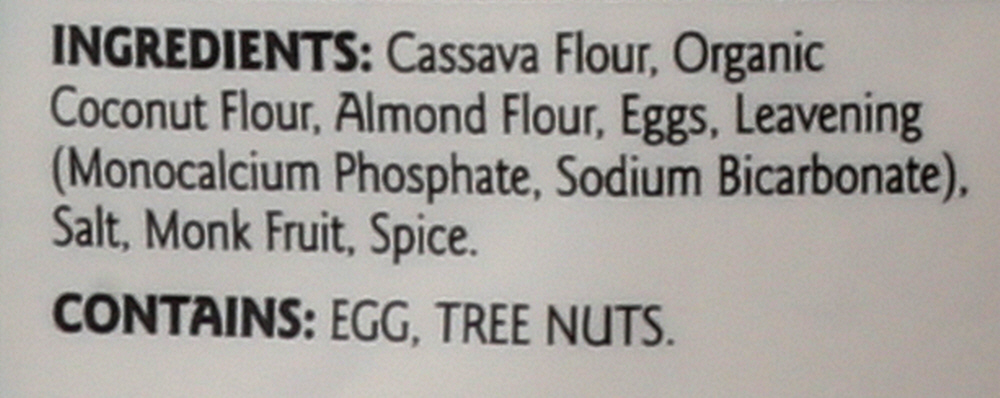 INGREDIENTS: Cassava Flour, Organic
Coconut Flour, Almond Flour, Eggs, Leavening
(Monocalcium Phosphate, Sodium Bicarbonate),
Salt, Monk Fruit, Spice.
CONTAINS: EGG, TREE NUTS.